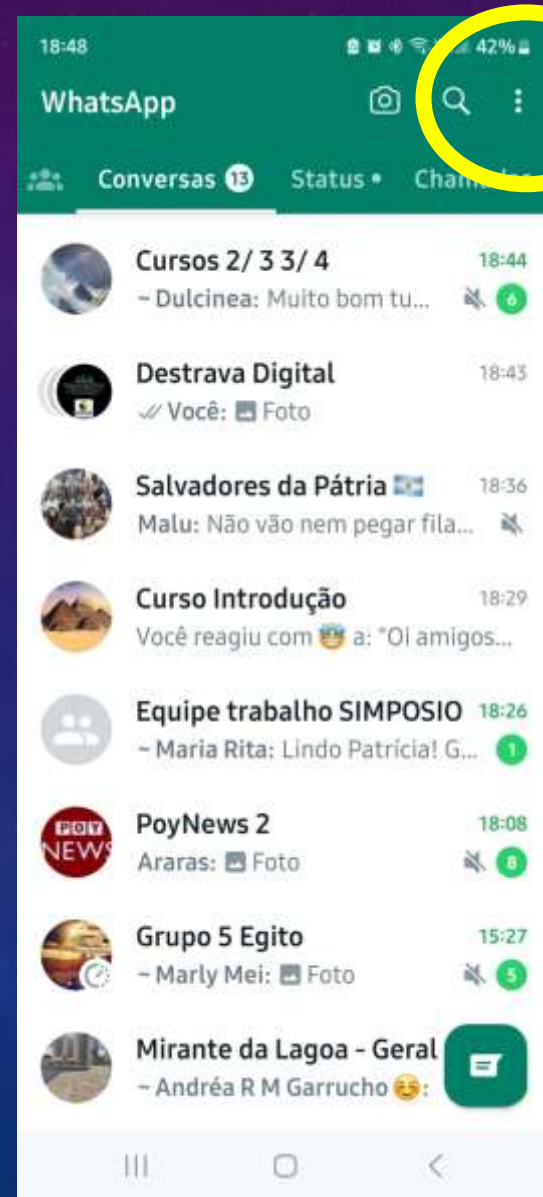 18:48 42%
WhatsApp
Conversas 13 Status • Chamadas
Cursos 2/ 3 3/ 4 18:44
~ Dulcinea: Muito bom tu... 6
Destrava Digital 18:43
Você: Foto
Salvadores da Pátria 18:36
Malu: Não vão nem pegar fila...
Curso Introdução 18:29
Você reagiu com 😇 a: "Oi amigos...
Equipe trabalho SIMPOSIO 18:26
~ Maria Rita: Lindo Patrícia! G... 1
POY
NEWS
PoyNews 2 18:08
Araras: Foto 8
Grupo 5 Egito 15:27
~ Marly Mei: Foto 5
Mirante da Lagoa - Geral
~ Andréa R M Garrucho ☺️: